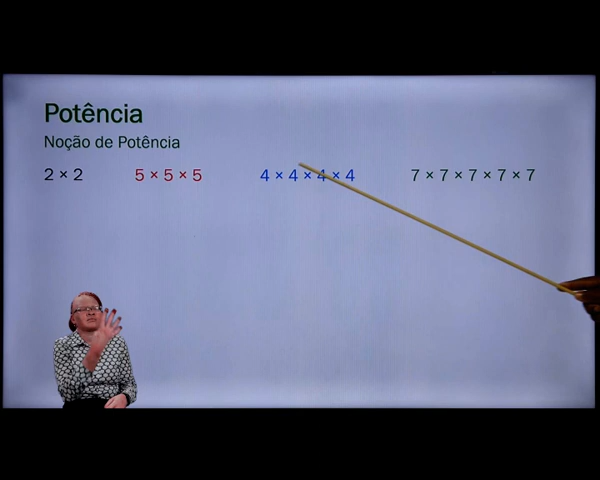 Potência
Noção de Potência
2 × 2 5 × 5 × 5 4 × 4 × 4 × 4 7 × 7 × 7 × 7 × 7